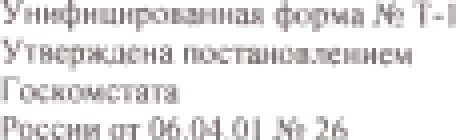 Унифицированная форма № Т-1
Утверждена постановлением
Госкомстата
России от 06.04.01 № 26